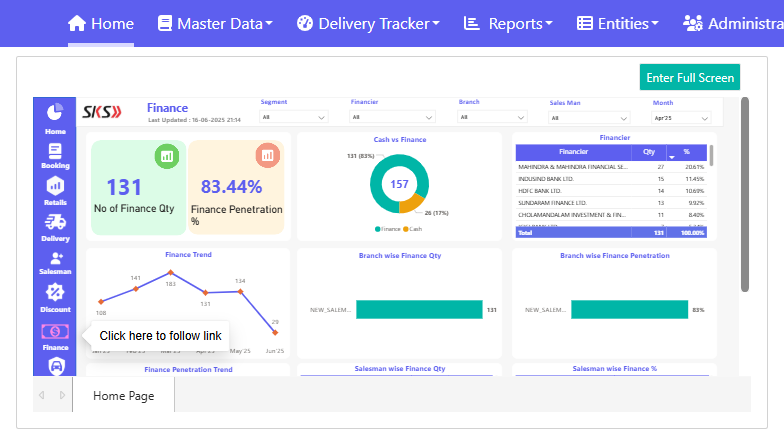 Home Master Data Delivery Tracker Reports Entities Administra
Enter Full Screen
SKS
Finance
Last Updated : 16-06-2025 21:14
Segment
All
Financier
All
Branch
All
Sales Man
All
Month
Apr'25
Home
Booking
Retails
Delivery
Salesman
Discount
Finance
131
No of Finance Qty
83.44%
Finance Penetration
%
Cash vs Finance
131 (83%)
157
26 (17%)
Finance Cash
Financier
Financier Qty %
MAHINDRA & MAHINDRA FINANCIAL SE... 27 20.61%
INDUSIND BANK LTD. 15 11.45%
HDFC BANK LTD. 14 10.69%
SUNDARAM FINANCE LTD. 13 9.92%
CHOLAMANDALAM INVESTMENT & FIN... 11 8.40%
Total 131 100.00%
Finance Trend
108
141
183
131
134
29
May'25 Jun'25
Click here to follow link
Branch wise Finance Qty
NEW_SALEM... 131
Branch wise Finance Penetration
NEW_SALEM... 83%
Finance Penetration Trend
Salesman wise Finance Qty
Salesman wise Finance %
Home Page